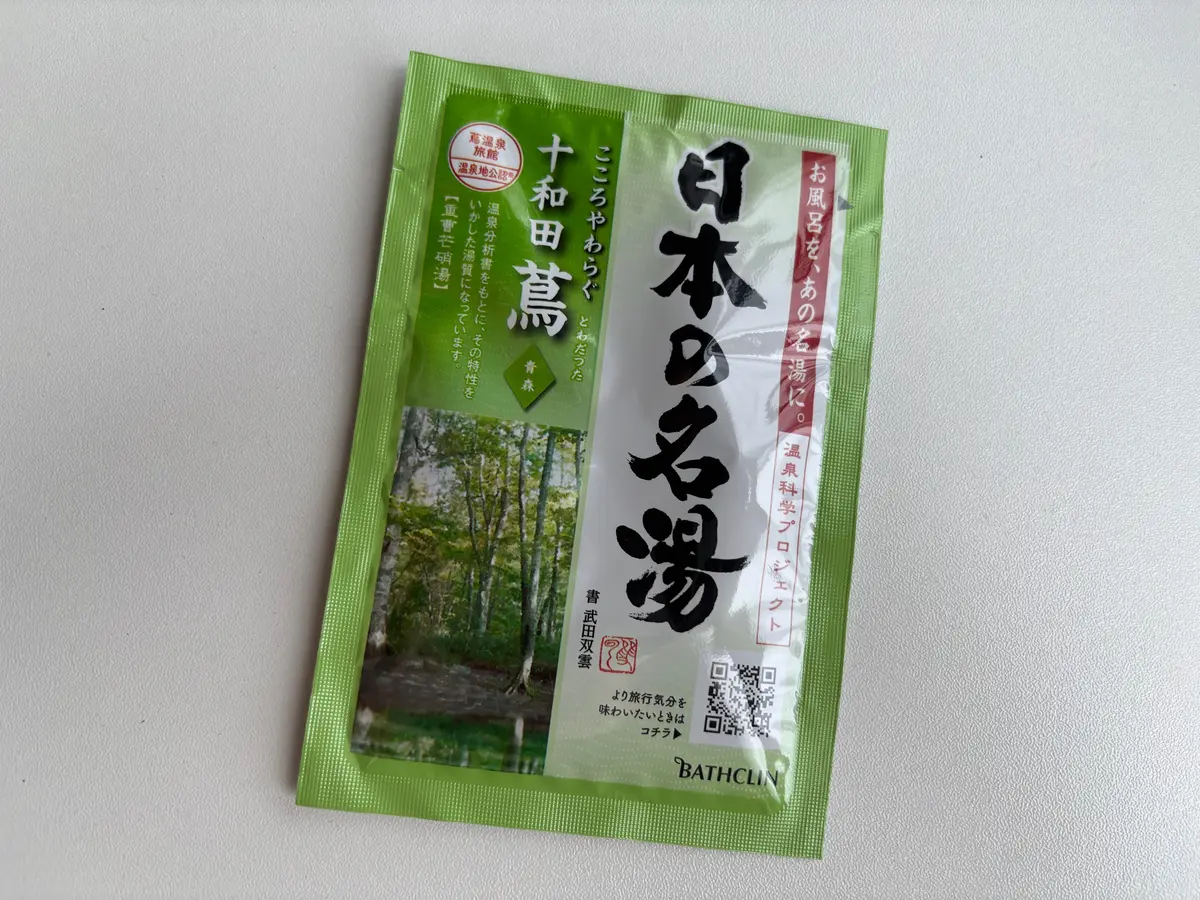 お風呂を、あの名湯に。
温泉科学プロジェクト
日本の名湯
書 武田双雲
こころやわらぐ
とわだつた
十和田蔦
青森
蔦温泉
旅館
温泉地公認
温泉分析書をもとに、その特性を
いかした湯質になっています。
【重曹芒硝湯】
より旅行気分を
味わいたいときは
コチラ▶
BATHCLIN